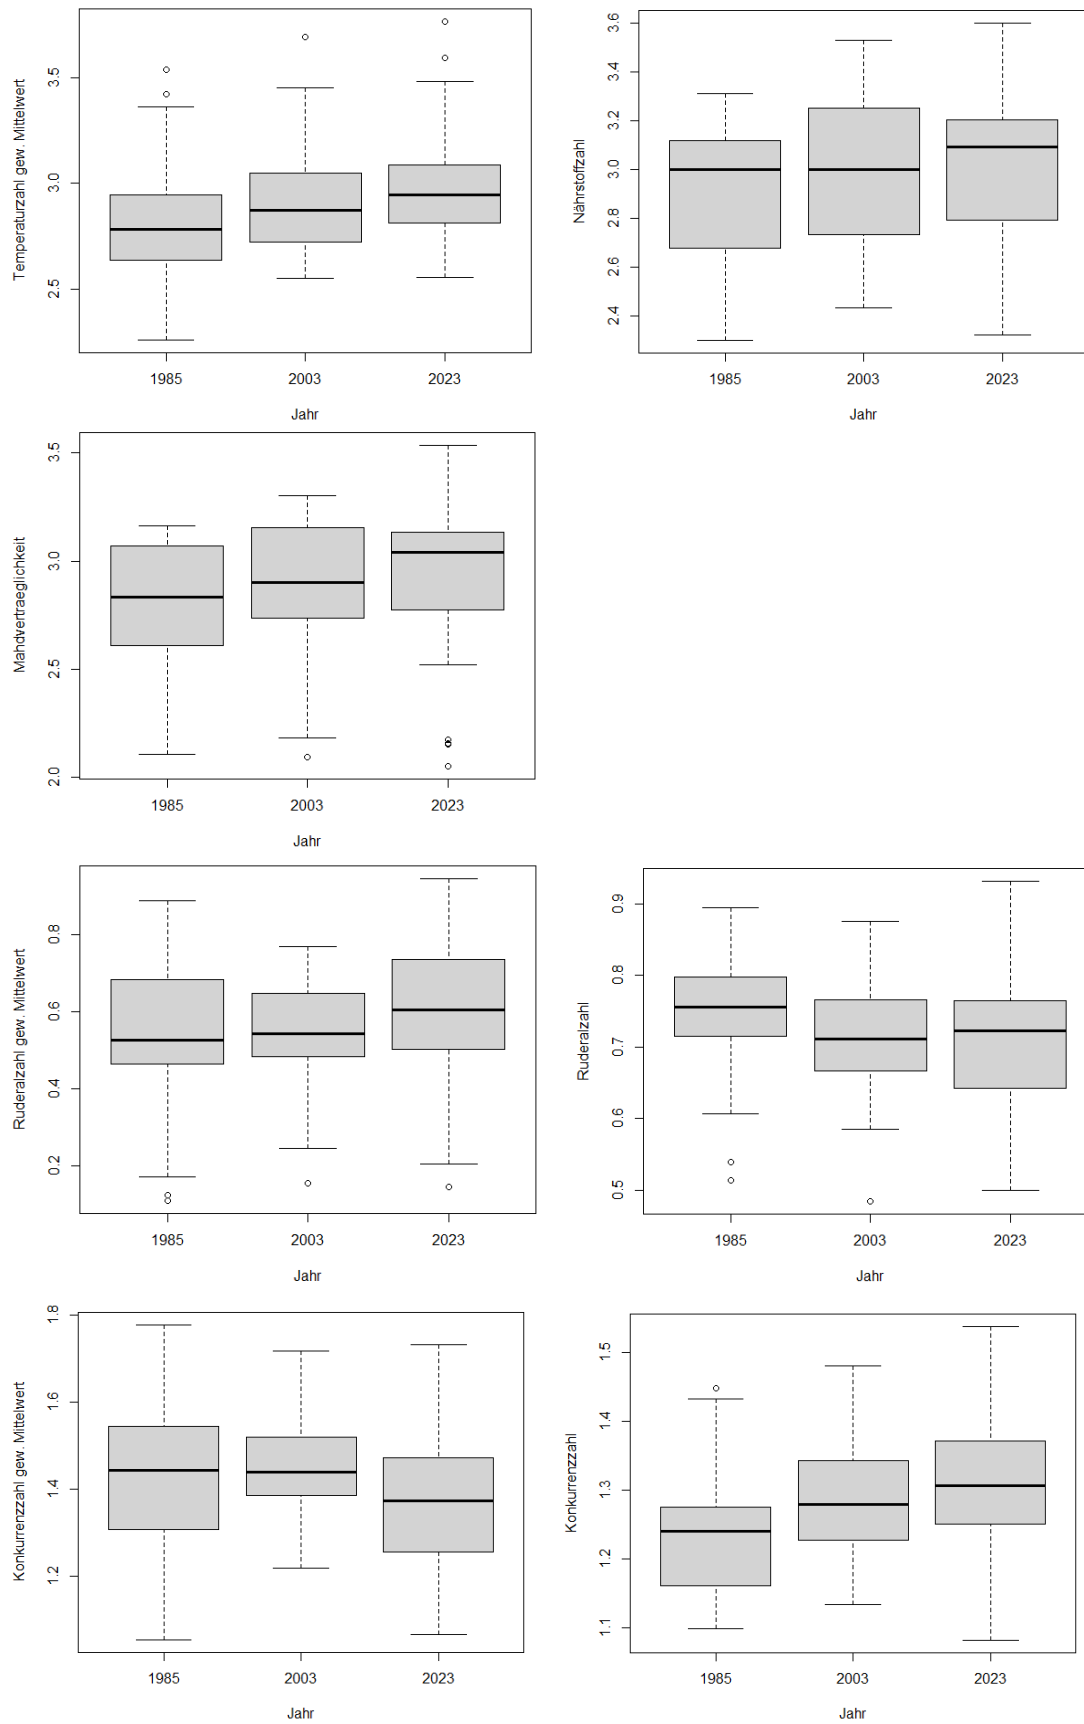 Temperaturzahl gew. Mittelwert
3.5
3.0
2.5
1985 2003 2023
Jahr
Nährstoffzahl
3.6
3.4
3.2
3.0
2.8
2.6
2.4
1985 2003 2023
Jahr
Mahdvertraeglichkeit
3.5
3.0
2.5
2.0
1985 2003 2023
Jahr
Ruderalzahl gew. Mittelwert
0.8
0.6
0.4
0.2
1985 2003 2023
Jahr
Ruderalzahl
0.9
0.8
0.7
0.6
0.5
1985 2003 2023
Jahr
Konkurrenzzahl gew. Mittelwert
1.8
1.6
1.4
1.2
1985 2003 2023
Jahr
Konkurrenzzahl
1.5
1.4
1.3
1.2
1.1
1985 2003 2023
Jahr